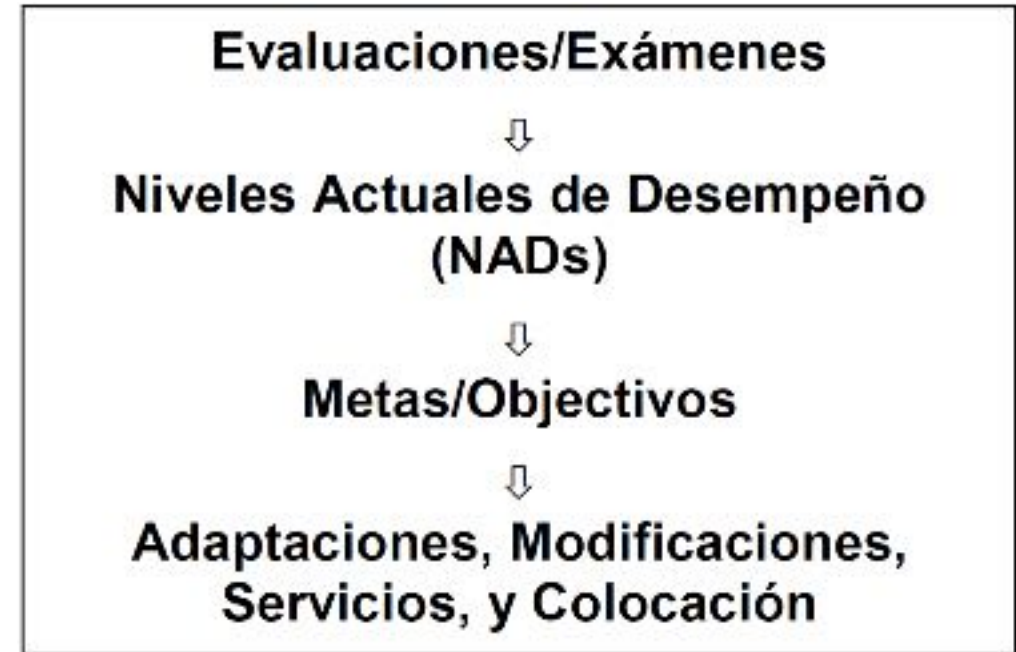 Evaluaciones/Exámenes
⇩
Niveles Actuales de Desempeño
(NADs)
⇩
Metas/Objectivos
⇩
Adaptaciones, Modificaciones,
Servicios, y Colocación